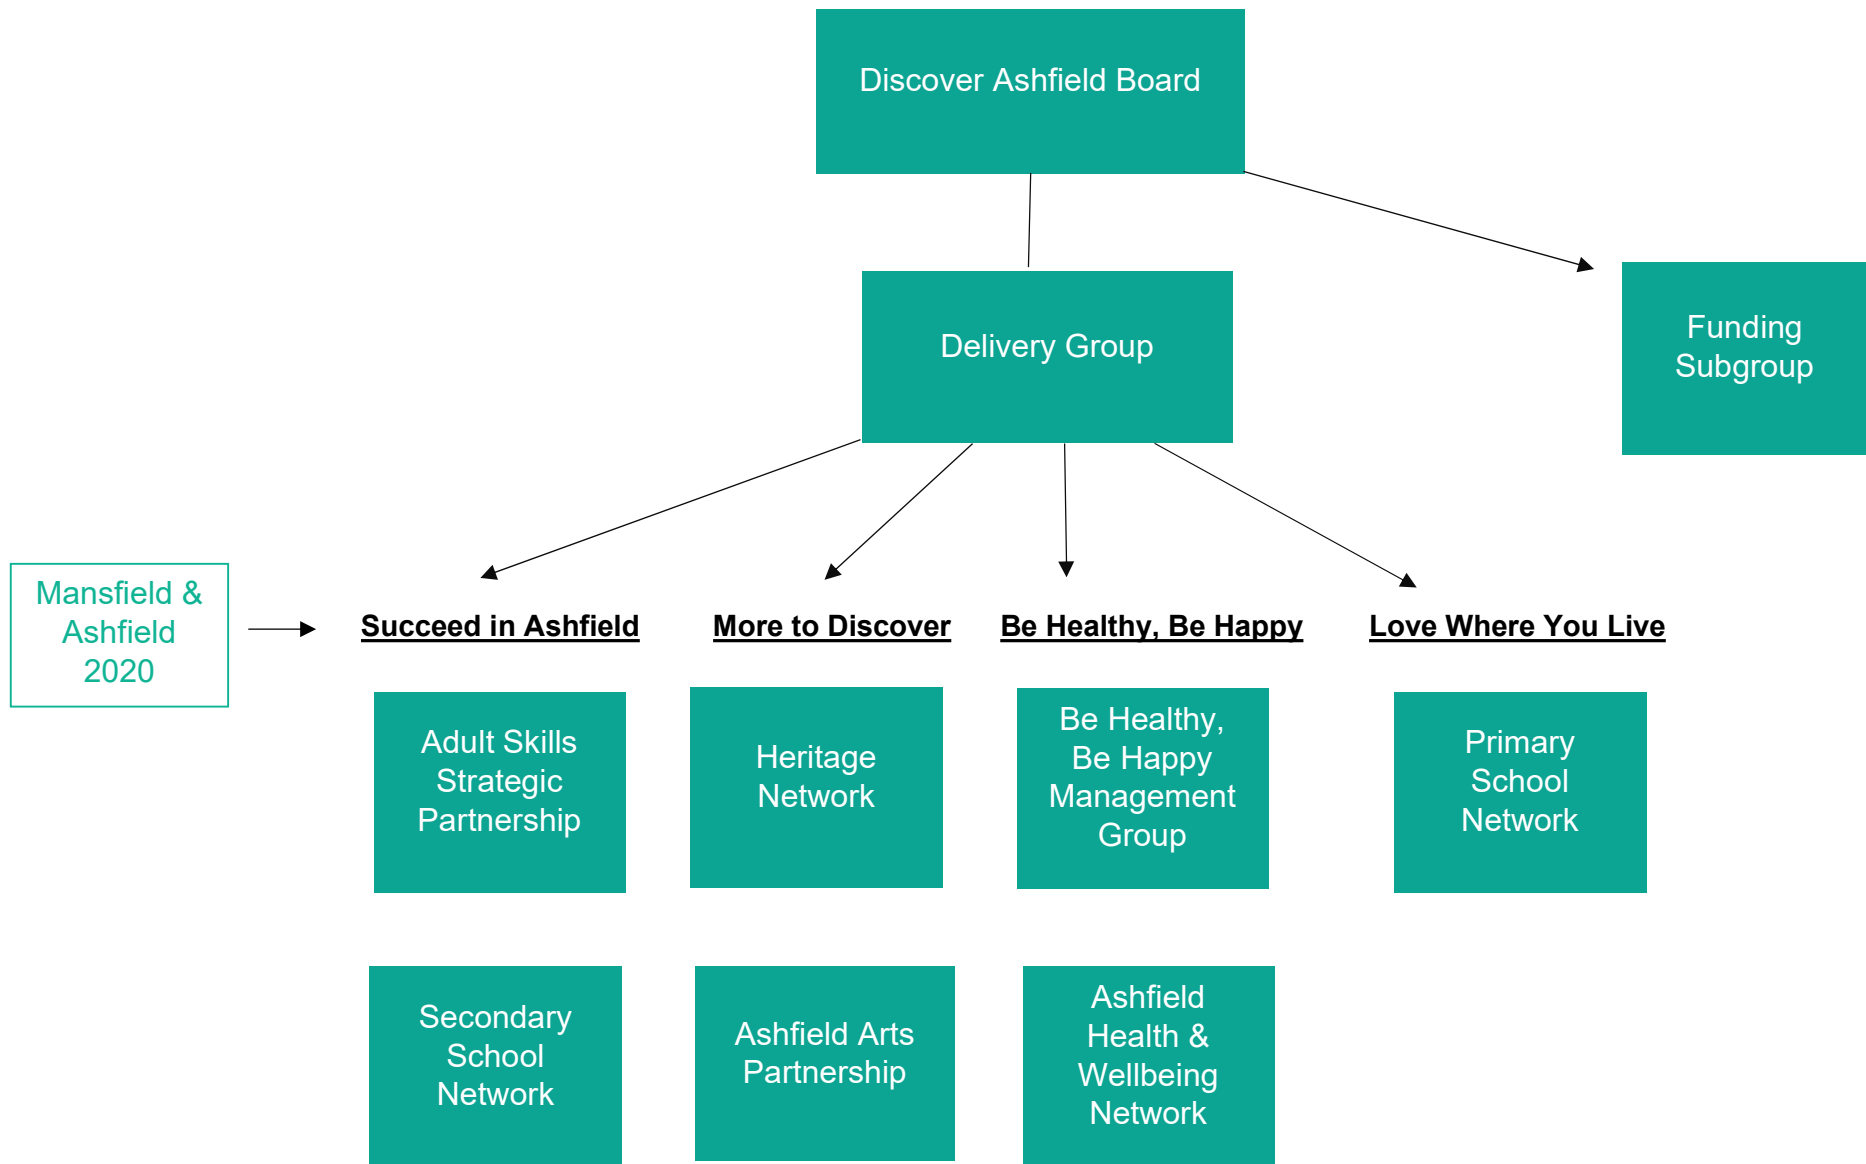 Discover Ashfield Board
Delivery Group
Funding
Subgroup
Mansfield &
Ashfield
2020
Succeed in Ashfield
More to Discover
Be Healthy, Be Happy
Love Where You Live
Adult Skills
Strategic
Partnership
Heritage
Network
Be Healthy,
Be Happy
Management
Group
Primary
School
Network
Secondary
School
Network
Ashfield Arts
Partnership
Ashfield
Health &
Wellbeing
Network